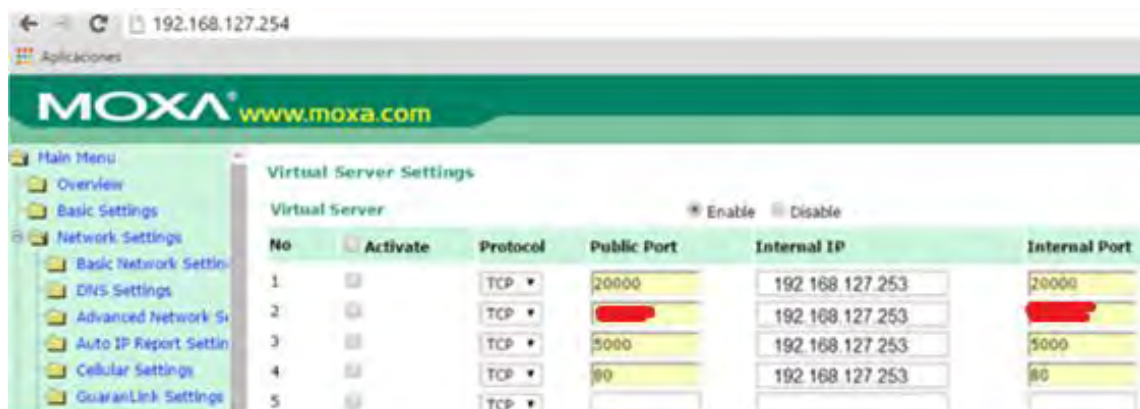 192.168.127.254
Aplicaciones
MOXA® www.moxa.com
Main Menu
Overview
Basic Settings
Network Settings
Basic Network Settin
DNS Settings
Advanced Network Se
Auto IP Report Settin
Cellular Settings
GuaranLink Settings
Virtual Server Settings
Virtual Server Enable Disable
No Activate Protocol Public Port Internal IP Internal Port
1 TCP 20000 192.168.127.253 20000
2 TCP 192.168.127.253
3 TCP 5000 192.168.127.253 5000
4 TCP 80 192.168.127.253 80
5 TCP